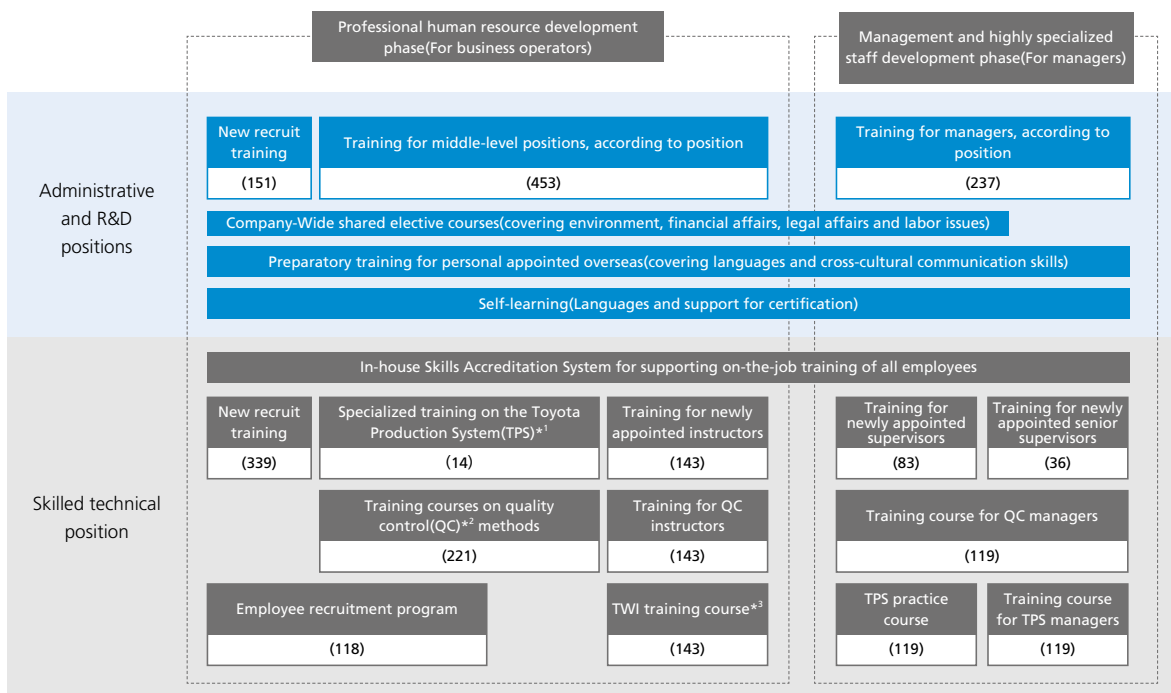 Professional human resource development
phase(For business operators)
Management and highly specialized
staff development phase(For managers)
Administrative
and R&D
positions
New recruit
training
(151)
Training for middle-level positions, according to position
(453)
Training for managers, according to
position
(237)
Company-Wide shared elective courses(covering environment, financial affairs, legal affairs and labor issues)
Preparatory training for personal appointed overseas(covering languages and cross-cultural communication skills)
Self-learning(Languages and support for certification)
Skilled technical
position
In-house Skills Accreditation System for supporting on-the-job training of all employees
New recruit
training
(339)
Specialized training on the Toyota
Production System(TPS)*1
(14)
Training for newly
appointed instructors
(143)
Training for
newly appointed
supervisors
(83)
Training for newly
appointed senior
supervisors
(36)
Training courses on quality
control(QC)*2 methods
(221)
Training for QC
instructors
(143)
Training course for QC managers
(119)
Employee recruitment program
(118)
TWI training course*3
(143)
TPS practice
course
(119)
Training course
for TPS managers
(119)